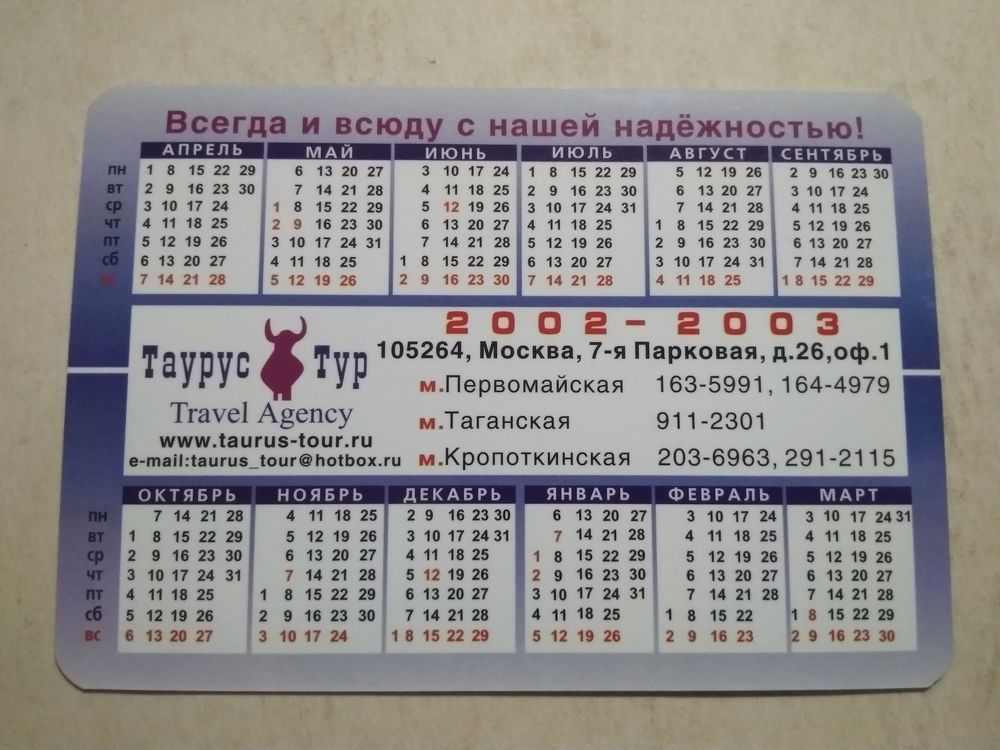 Всегда и всюду с нашей надёжностью!
АПРЕЛЬ МАЙ ИЮНЬ ИЮЛЬ АВГУСТ СЕНТЯБРЬ
пн 1 8 15 22 29 6 13 20 27 3 10 17 24 1 8 15 22 29 5 12 19 26 2 9 16 23 30
вт 2 9 16 23 30 7 14 21 28 4 11 18 25 2 9 16 23 30 6 13 20 27 3 10 17 24
ср 3 10 17 24 1 8 15 22 29 5 12 19 26 3 10 17 24 31 7 14 21 28 4 11 18 25
чт 4 11 18 25 2 9 16 23 30 6 13 20 27 4 11 18 25 1 8 15 22 29 5 12 19 26
пт 5 12 19 26 3 10 17 24 31 7 14 21 28 5 12 19 26 2 9 16 23 30 6 13 20 27
сб 6 13 20 27 4 11 18 25 1 8 15 22 29 6 13 20 27 3 10 17 24 31 7 14 21 28
7 14 21 28 5 12 19 26 2 9 16 23 30 7 14 21 28 4 11 18 25 1 8 15 22 29
2002-2003
Таурус Тур
Travel Agency
www.taurus-tour.ru
e-mail:taurus_tour@hotbox.ru
105264, Москва, 7-я Парковая, д.26,оф.1
м.Первомайская 163-5991, 164-4979
м.Таганская 911-2301
м.Кропоткинская 203-6963, 291-2115
ОКТЯБРЬ НОЯБРЬ ДЕКАБРЬ ЯНВАРЬ ФЕВРАЛЬ МАРТ
пн 7 14 21 28 4 11 18 25 2 9 16 23 30 6 13 20 27 3 10 17 24 3 10 17 24 31
вт 1 8 15 22 29 5 12 19 26 3 10 17 24 31 7 14 21 28 4 11 18 25 4 11 18 25
ср 2 9 16 23 30 6 13 20 27 4 11 18 25 1 8 15 22 29 5 12 19 26 5 12 19 26
чт 3 10 17 24 31 7 14 21 28 5 12 19 26 2 9 16 23 30 6 13 20 27 6 13 20 27
пт 4 11 18 25 1 8 15 22 29 6 13 20 27 3 10 17 24 31 7 14 21 28 7 14 21 28
сб 5 12 19 26 2 9 16 23 30 7 14 21 28 4 11 18 25 1 8 15 22 1 8 15 22 29
вс 6 13 20 27 3 10 17 24 1 8 15 22 29 5 12 19 26 2 9 16 23 2 9 16 23 30